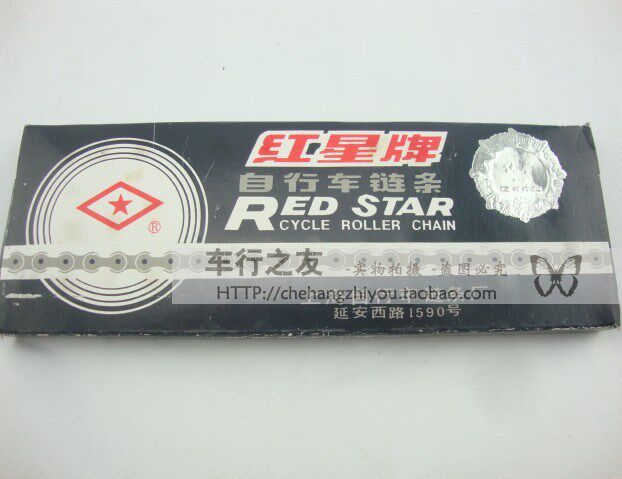 红星牌
自行车链条
RED STAR
CYCLE ROLLER CHAIN
®
车行之友 -实物拍摄 -盗图必究
HTTP://chehangzhiyou.taobao.com
延安西路1590号